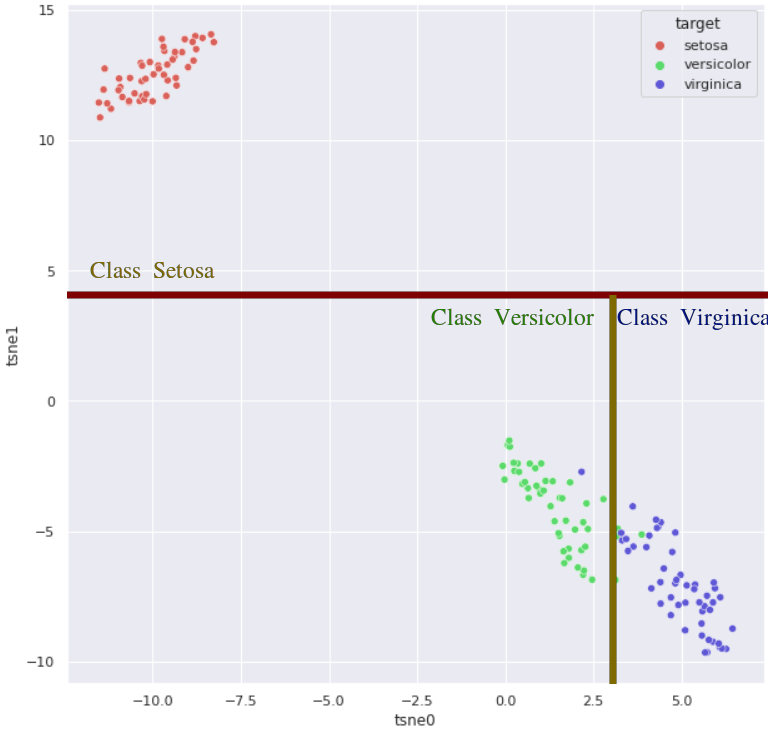 15
target
setosa
versicolor
virginica
10
Class Setosa
5
Class Versicolor
Class Virginica
tsne1
0
−5
−10
−10.0 −7.5 −5.0 −2.5 0.0 2.5 5.0
tsne0